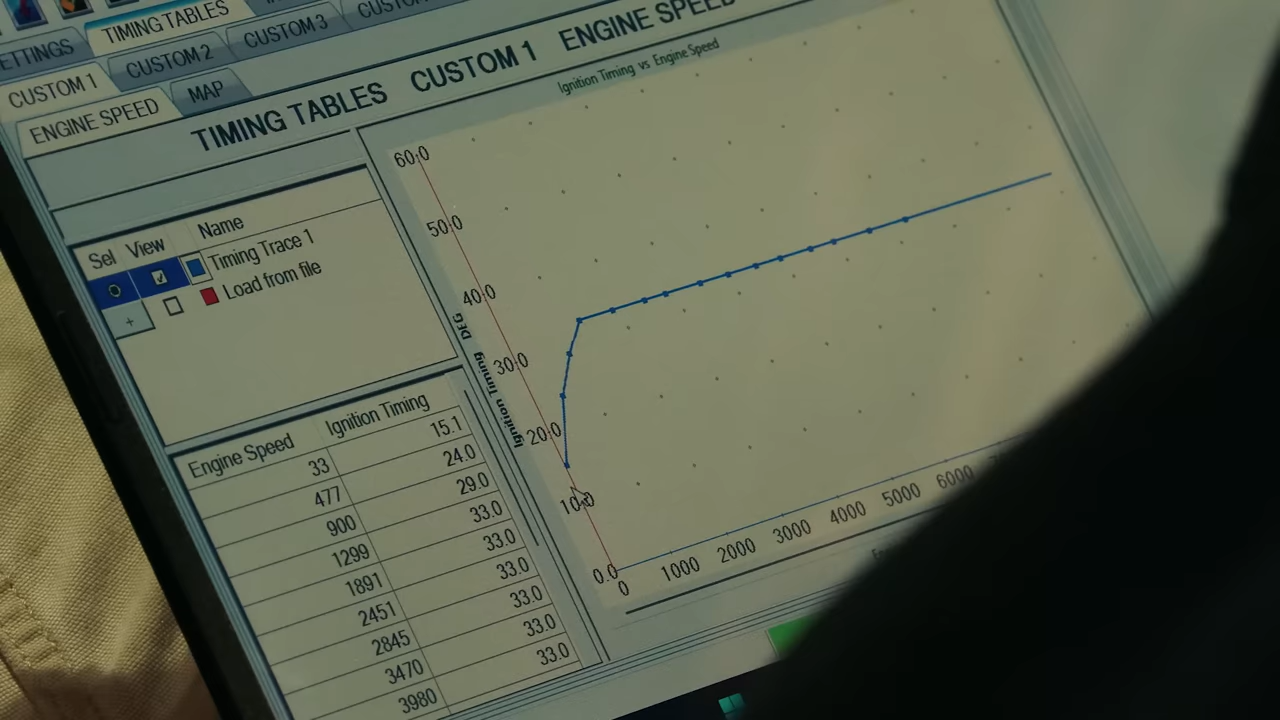 ETTINGS TIMING TABLES
CUSTOM 1 CUSTOM 2 CUSTOM 3
ENGINE SPEED MAP
TIMING TABLES CUSTOM 1 ENGINE SPEED
Ignition Timing vs Engine Speed
Sel View Name
Timing Trace 1
+ Load from file
Engine Speed Ignition Timing
33 15.1
477 24.0
900 29.0
1299 33.0
1891 33.0
2451 33.0
2845 33.0
3470 33.0
3980 33.0
60.0
50.0
40.0
30.0
20.0
10.0
0.0
Ignition Timing DEG
0 1000 2000 3000 4000 5000 6000